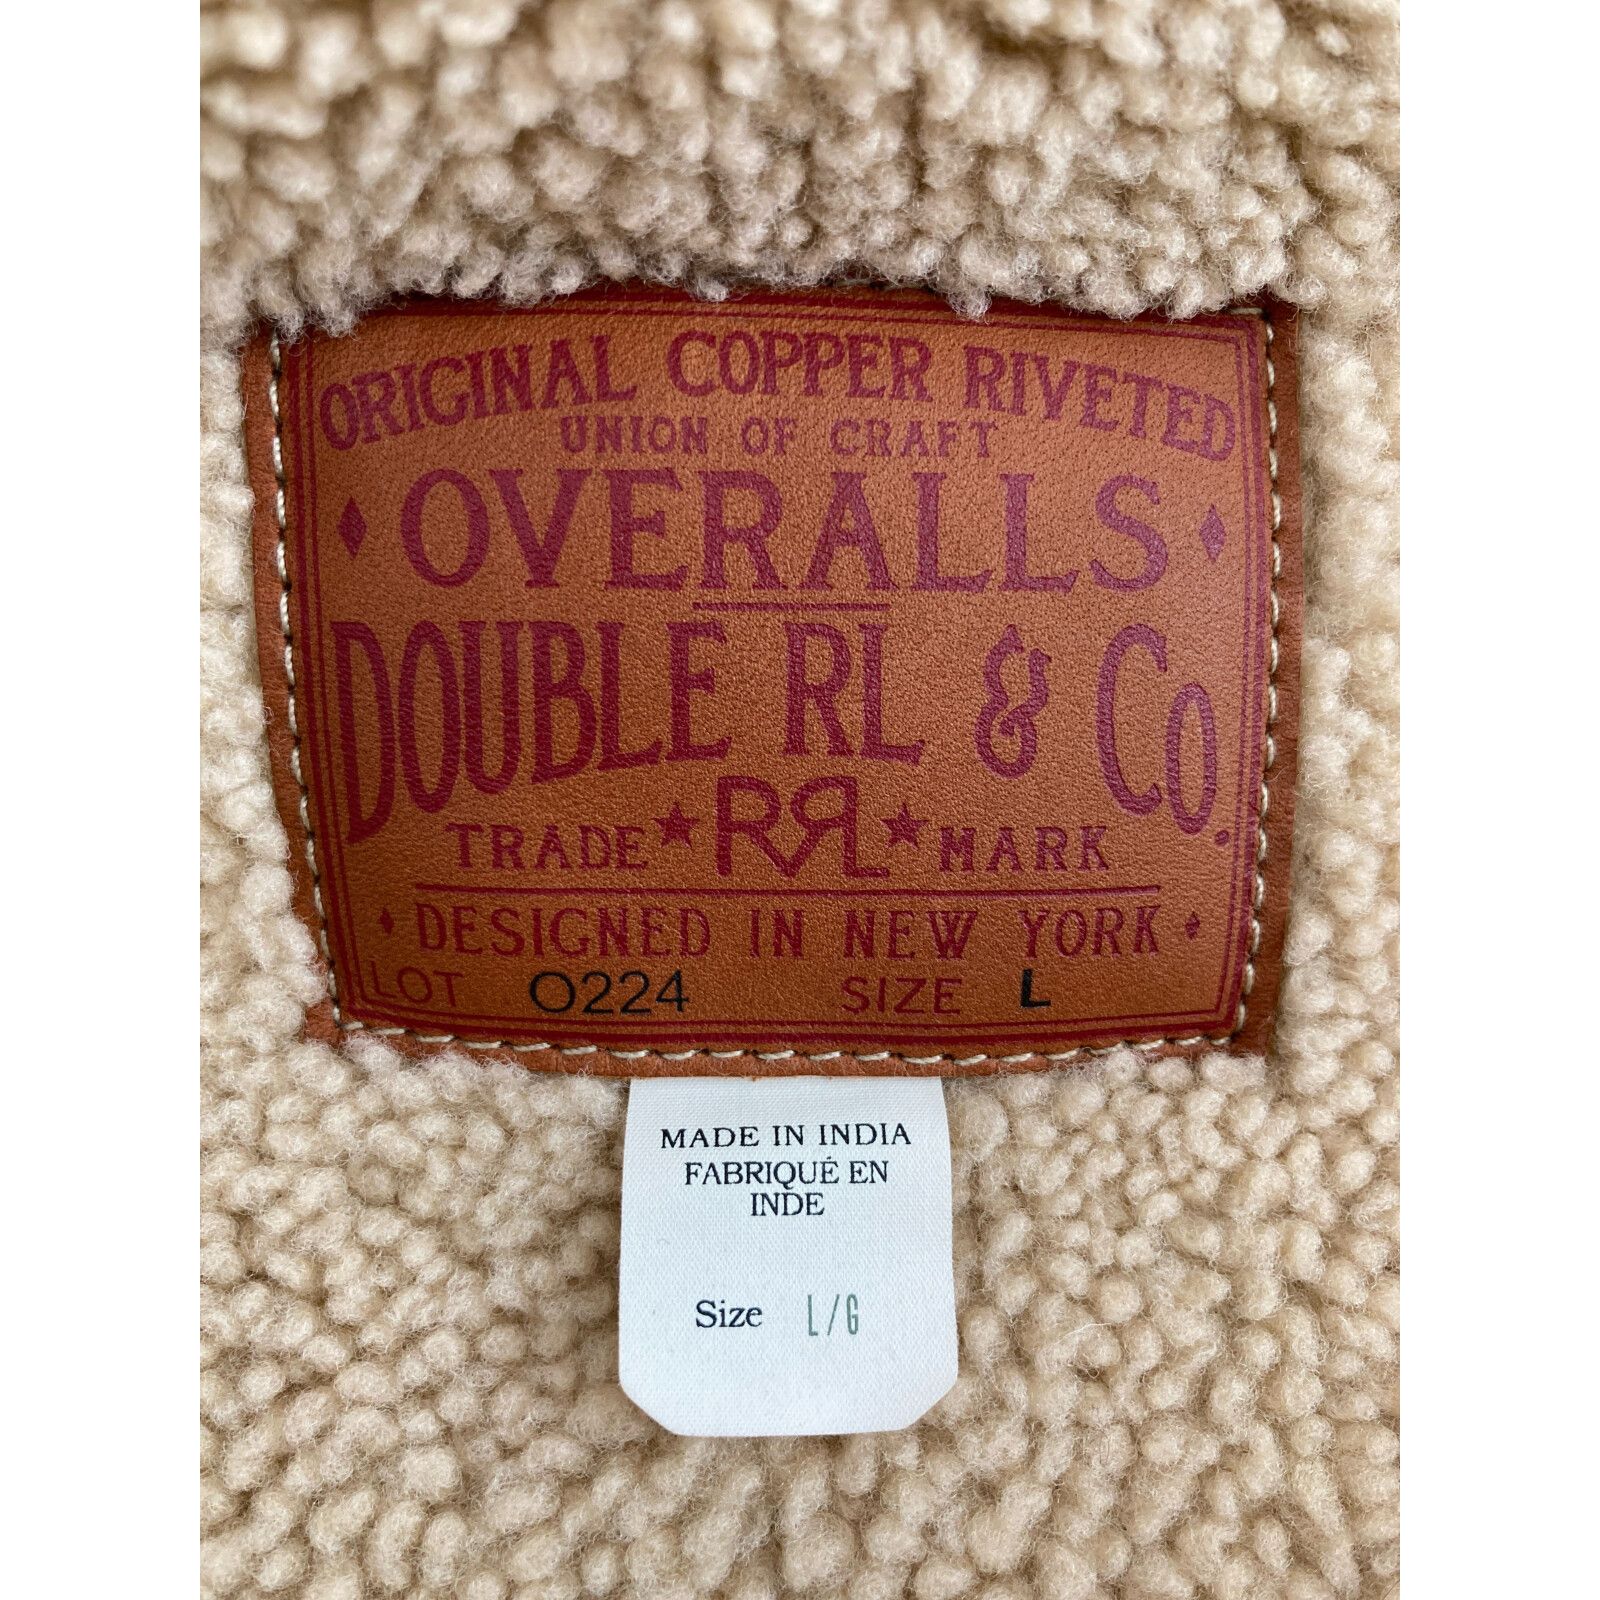 ORIGINAL COPPER RIVETED
UNION OF CRAFT
OVERALLS
DOUBLE RL & CO.
TRADE ★ RRL ★ MARK
DESIGNED IN NEW YORK
LOT 0224 SIZE L
MADE IN INDIA
FABRIQUÉ EN
INDE
Size L/G